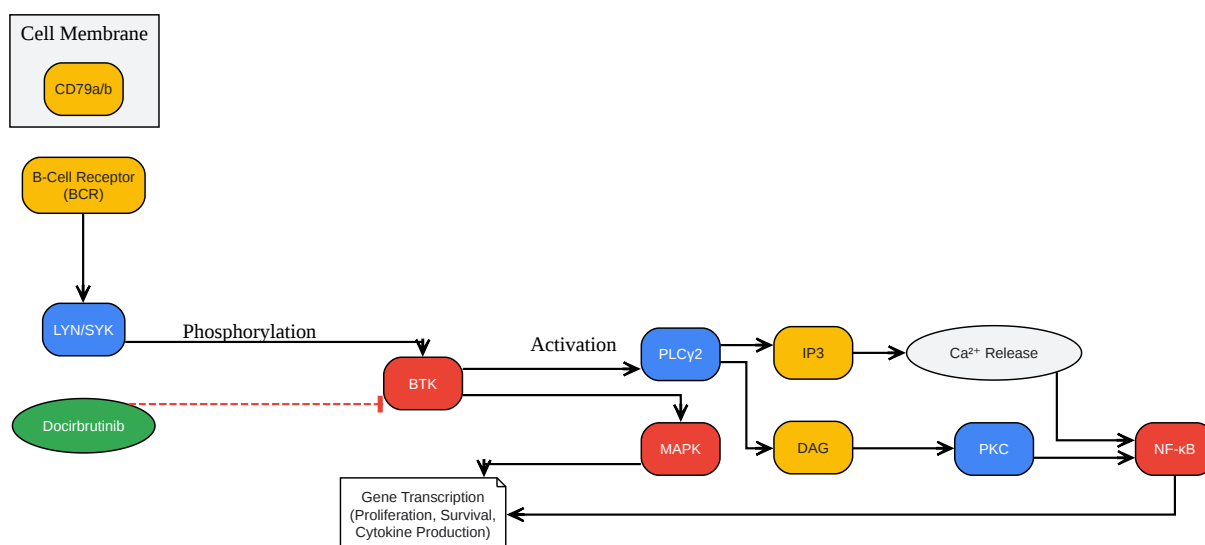 Cell Membrane
CD79a/b
B-Cell Receptor
(BCR)
LYN/SYK
Phosphorylation
BTK
Activation
PLCγ2
IP3
Ca²⁺ Release
Docirbrutinib
MAPK
DAG
PKC
NF-κB
Gene Transcription
(Proliferation, Survival,
Cytokine Production)